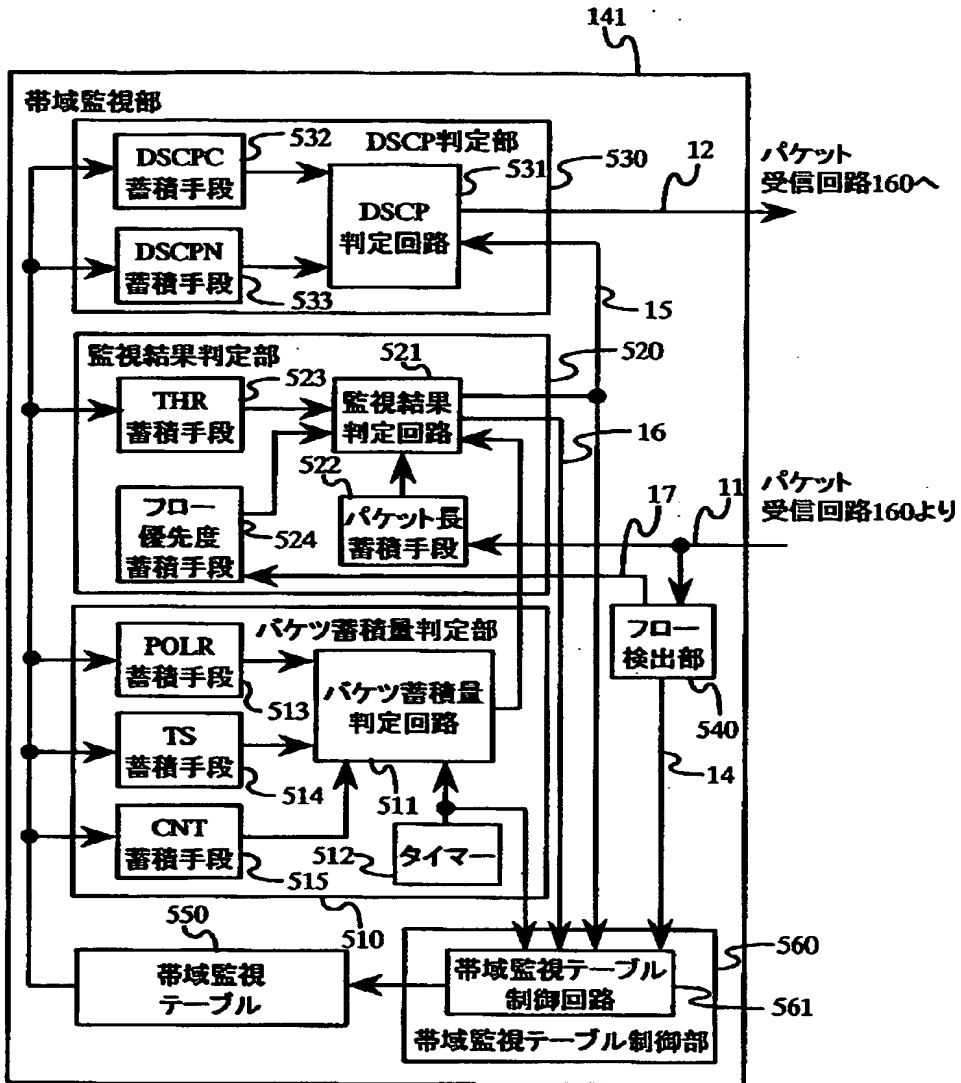 141
帯域監視部
DSCP判定部
DSCPC
蓄積手段
532
DSCPN
蓄積手段
533
DSCP
判定回路
531
530
12
パケット
受信回路160へ
15
監視結果判定部
520
THR
蓄積手段
523
監視結果
判定回路
521
16
フロー
優先度
蓄積手段
524
パケット長
蓄積手段
522
17
11
パケット
受信回路160より
フロー
検出部
540
14
バケツ蓄積量判定部
POLR
蓄積手段
513
TS
蓄積手段
514
CNT
蓄積手段
515
バケツ蓄積量
判定回路
511
512
タイマー
510
550
帯域監視
テーブル
帯域監視テーブル
制御回路
561
560
帯域監視テーブル制御部